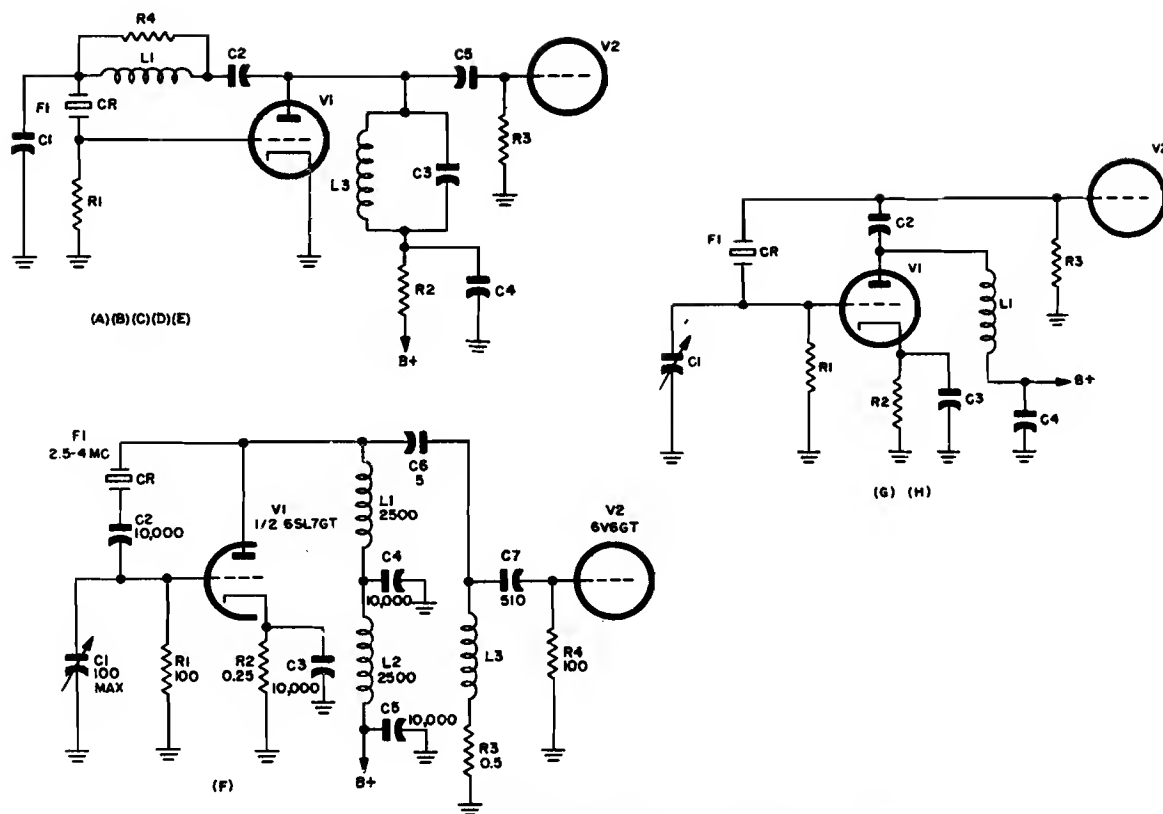 R4
L1
C2
C5
V2
F1
CR
V1
C1
R3
L3
C3
R1
R2
C4
B+
(A)(B)(C)(D)(E)
V2
C2
F1
CR
V1
R3
L1
C1
R1
R2
C3
B+
C4
(G) (H)
F1
2.5-4 MC
CR
C6
5
V1
1/2 6SL7GT
L1
2500
V2
6V6GT
C2
10,000
C4
10,000
C7
510
C1
100
MAX
R1
100
R2
0.25
C3
10,000
L2
2500
L3
R4
100
C5
10,000
R3
0.5
B+
(F)